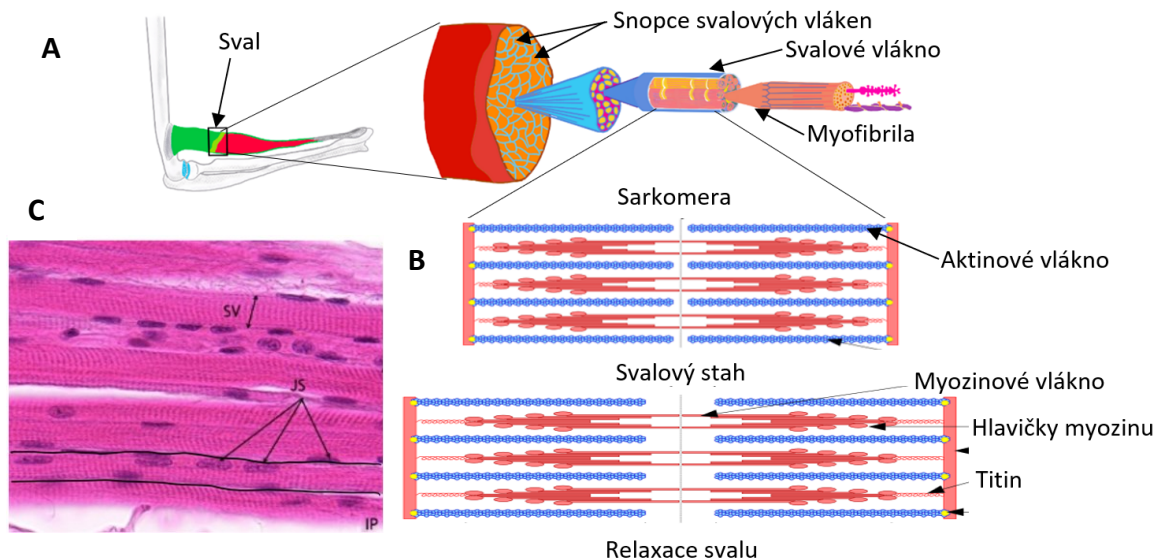 A
Sval
Snopce svalových vláken
Svalové vlákno
Myofibrila
C
SV
JS
IP
B
Sarkomera
Aktinové vlákno
Svalový stah
Myozinové vlákno
Hlavičky myozinu
Titin
Relaxace svalu